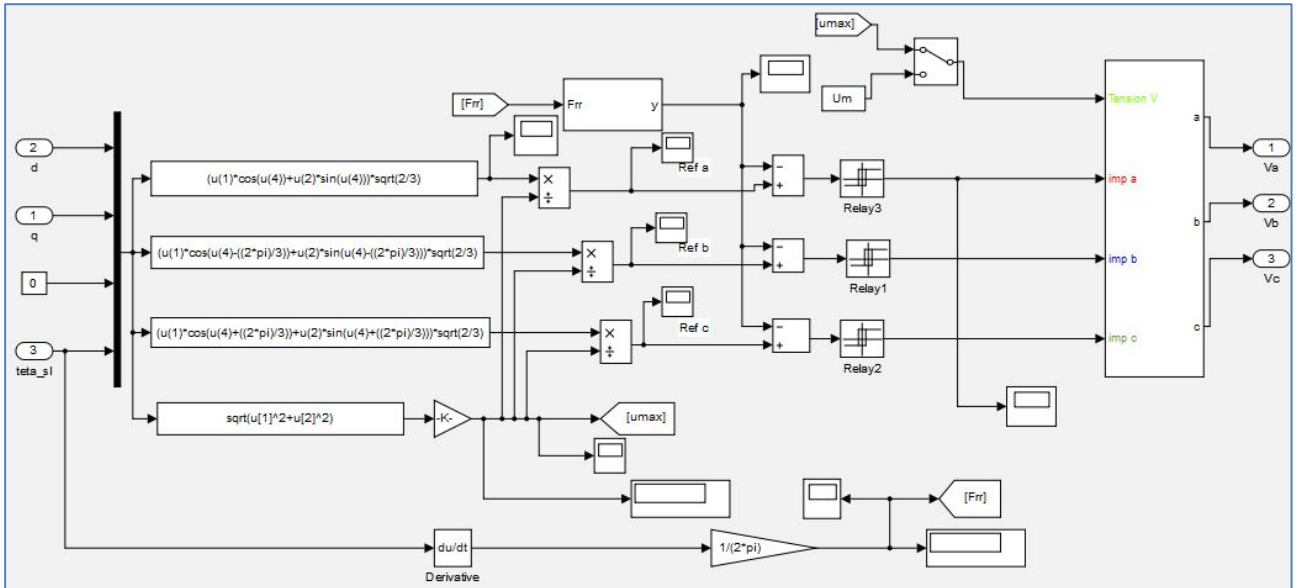 [umax]
Um
[Frr]
Frr
y
Tension V
a
1
Va
2
d
(u(1)*cos(u(4))+u(2)*sin(u(4)))*sqrt(2/3)
×
÷
Ref a
−
+
Relay3
imp a
1
q
(u(1)*cos(u(4)-((2*pi)/3))+u(2)*sin(u(4)-((2*pi)/3)))*sqrt(2/3)
×
÷
Ref b
−
+
Relay1
imp b
b
2
Vb
0
(u(1)*cos(u(4)+((2*pi)/3))+u(2)*sin(u(4)+((2*pi)/3)))*sqrt(2/3)
×
÷
Ref c
−
+
Relay2
imp c
c
3
Vc
3
teta_sl
sqrt(u[1]^2+u[2]^2)
-K-
[umax]
[Frr]
du/dt
Derivative
1/(2*pi)